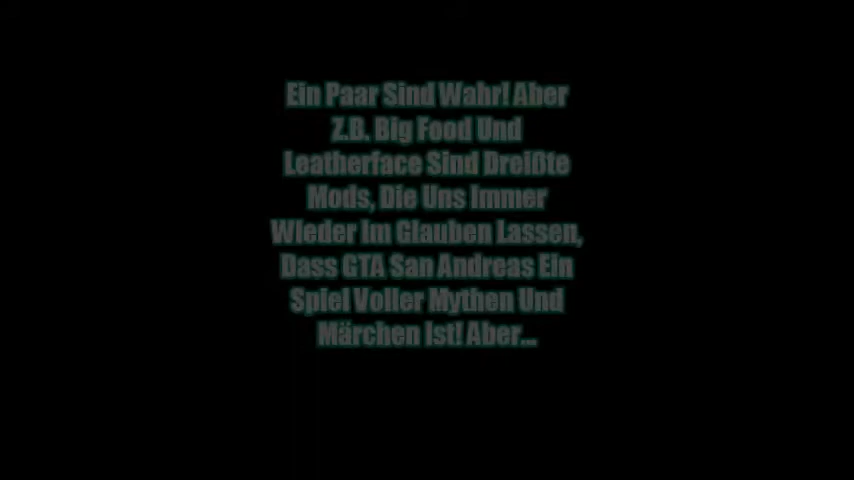 Ein Paar Sind Wahr! Aber
Z.B. Big Food Und
Leatherface Sind Dreißte
Mods, Die Uns Immer
WIeder Im Glauben Lassen,
Dass GTA San Andreas Ein
Spiel Voller Mythen Und
Märchen Ist! Aber...